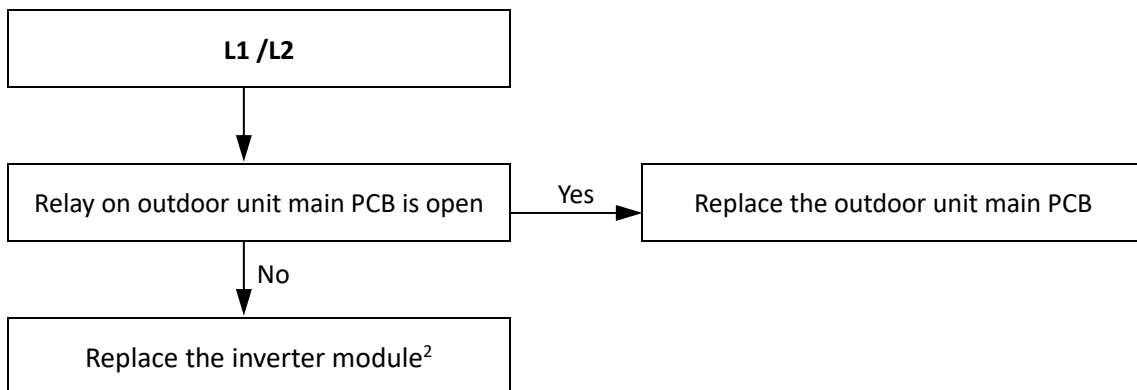 L1 /L2
Relay on outdoor unit main PCB is open
Yes
Replace the outdoor unit main PCB
No
Replace the inverter module²